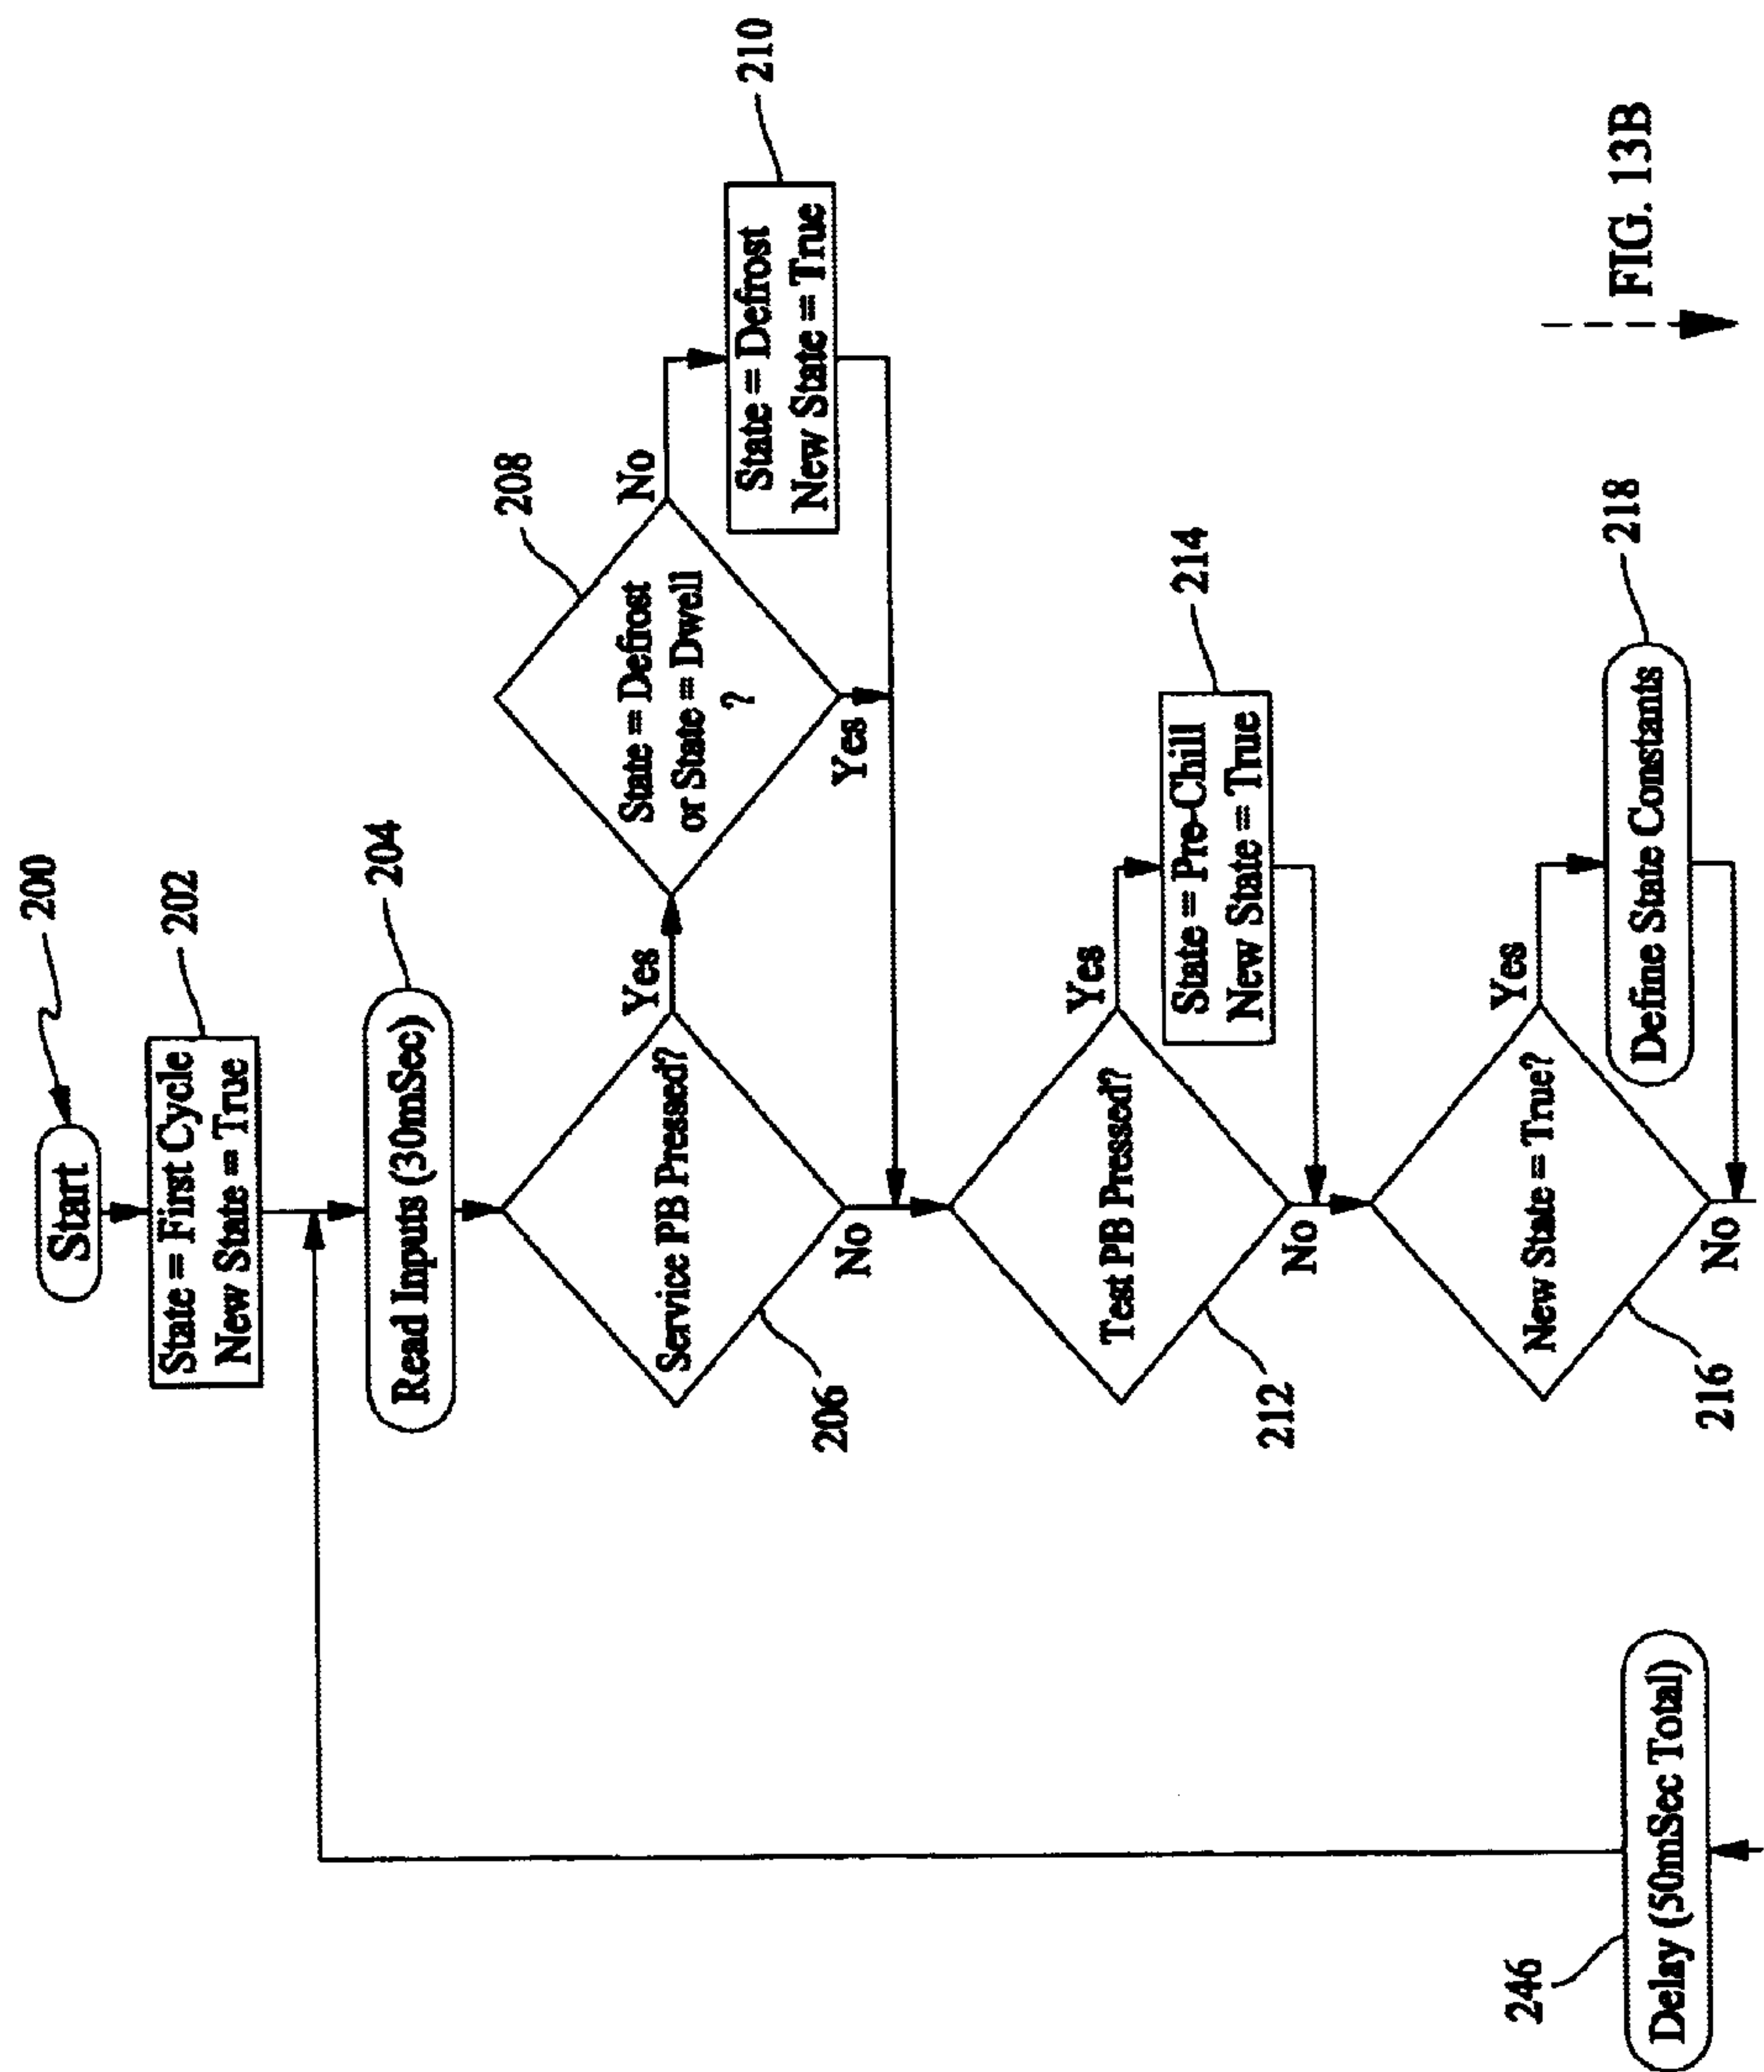 200
Start
202
State = First Cycle
New State = True
204
Read Inputs (30mSec)
206
Service PB Pressed?
Yes
No
208
State = Defrost
or State = Dwell
?
No
Yes
210
State = Defrost
New State = True
212
Test PB Pressed?
Yes
No
214
State = Pre-Chill
New State = True
216
New State = True?
Yes
No
218
Define State Constants
246
Delay (50mSec Total)
FIG. 13B